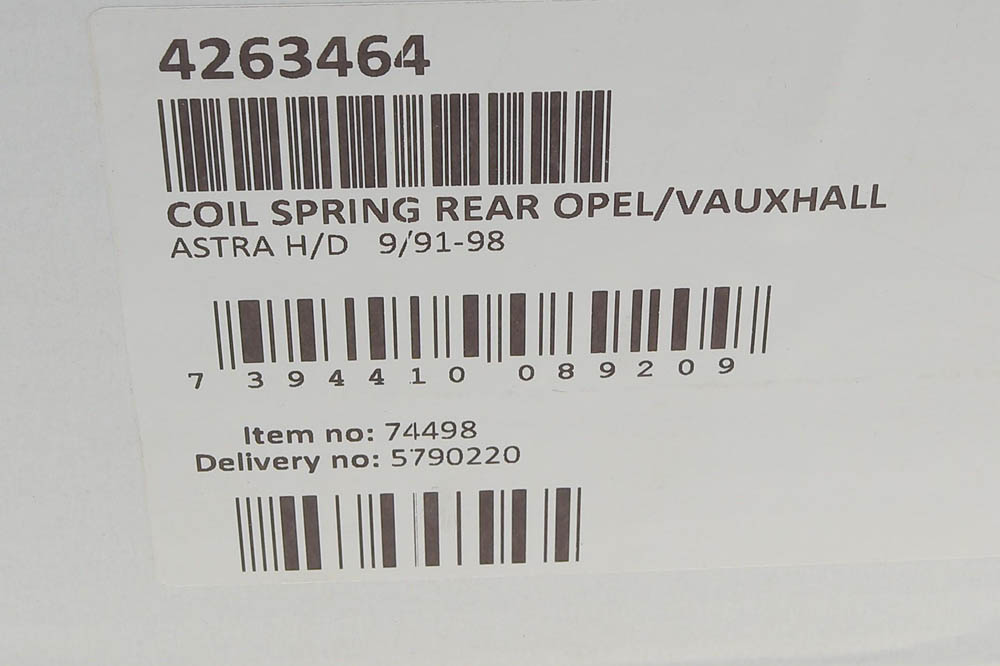 4263464
COIL SPRING REAR OPEL/VAUXHALL
ASTRA H/D 9/91-98
7 394410 089209
Item no: 74498
Delivery no: 5790220